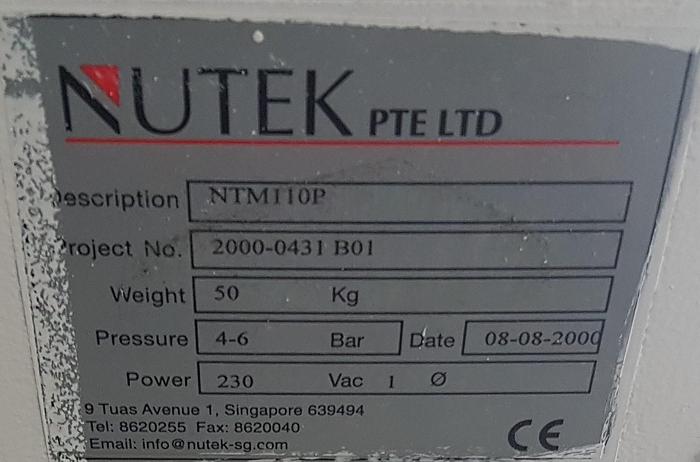 NUTEK PTE LTD
Description NTM110P
Project No. 2000-0431 B01
Weight 50 Kg
Pressure 4-6 Bar Date 08-08-2000
Power 230 Vac 1 Ø
9 Tuas Avenue 1, Singapore 639494
Tel: 8620255 Fax: 8620040
Email: info@nutek-sg.com
CE